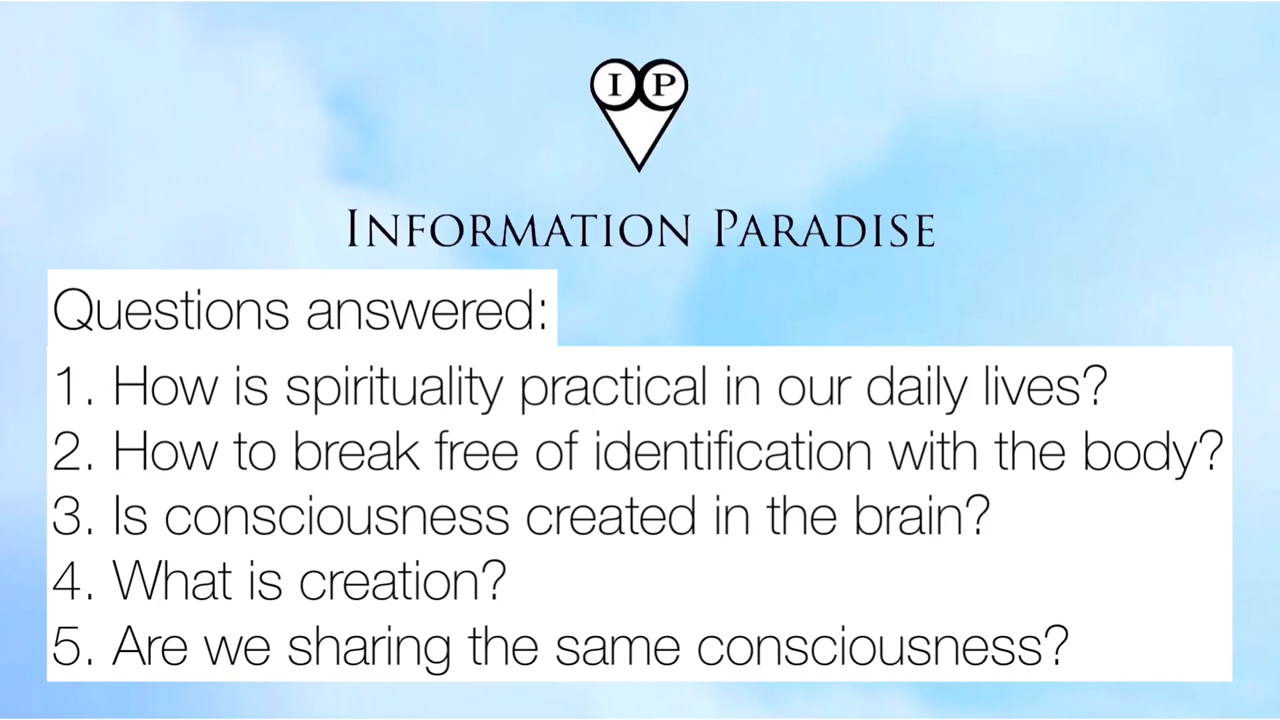 I P
INFORMATION PARADISE
Questions answered:
1. How is spirituality practical in our daily lives?
2. How to break free of identification with the body?
3. Is consciousness created in the brain?
4. What is creation?
5. Are we sharing the same consciousness?